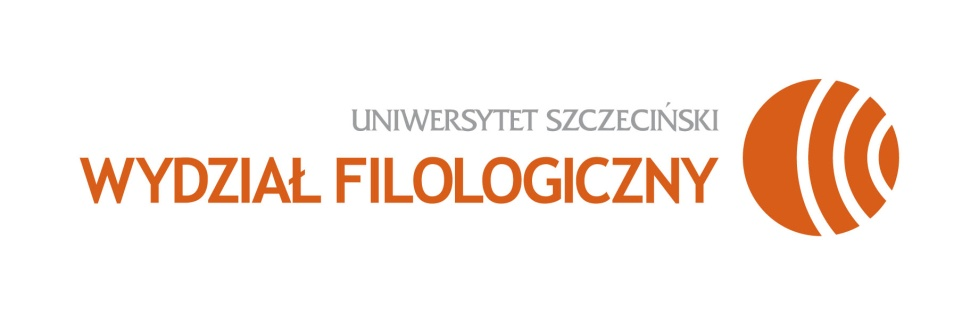 UNIWERSYTET SZCZECIŃSKI
WYDZIAŁ FILOLOGICZNY